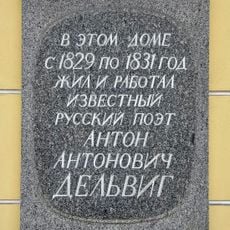 В ЭТОМ ДОМЕ
С 1829 ПО 1831 ГОД
ЖИЛ И РАБОТАЛ
ИЗВЕСТНЫЙ
РУССКИЙ ПОЭТ
АНТОН
АНТОНОВИЧ
ДЕЛЬВИГ